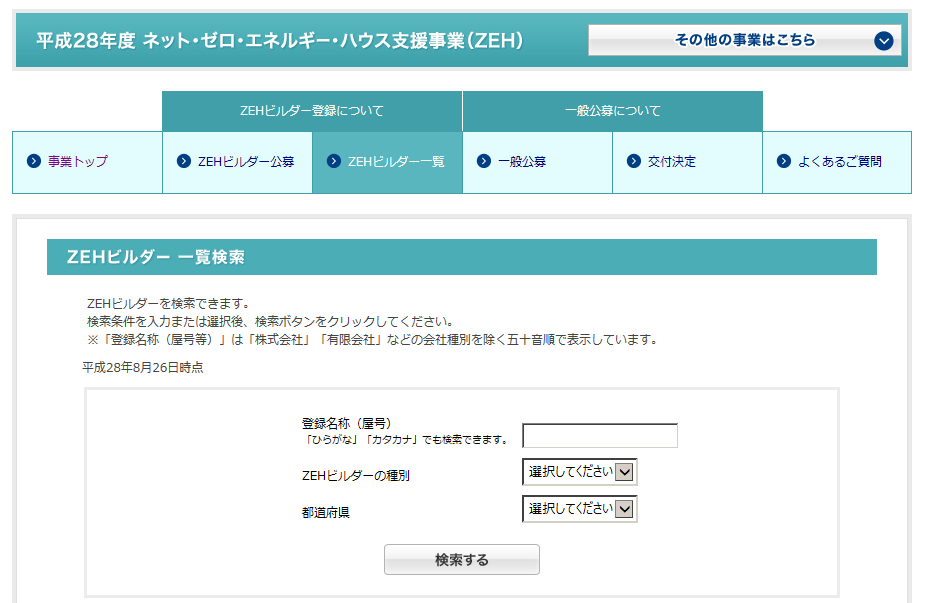 平成28年度 ネット・ゼロ・エネルギー・ハウス支援事業(ZEH)
その他の事業はこちら
ZEHビルダー登録について
一般公募について
事業トップ
ZEHビルダー公募
ZEHビルダー一覧
一般公募
交付決定
よくあるご質問
ZEHビルダー 一覧検索
ZEHビルダーを検索できます。
検索条件を入力または選択後、検索ボタンをクリックしてください。
※「登録名称（屋号等）」は「株式会社」「有限会社」などの会社種別を除く五十音順で表示しています。
平成28年8月26日時点
登録名称（屋号）
「ひらがな」「カタカナ」でも検索できます。
ZEHビルダーの種別
選択してください
都道府県
選択してください
検索する